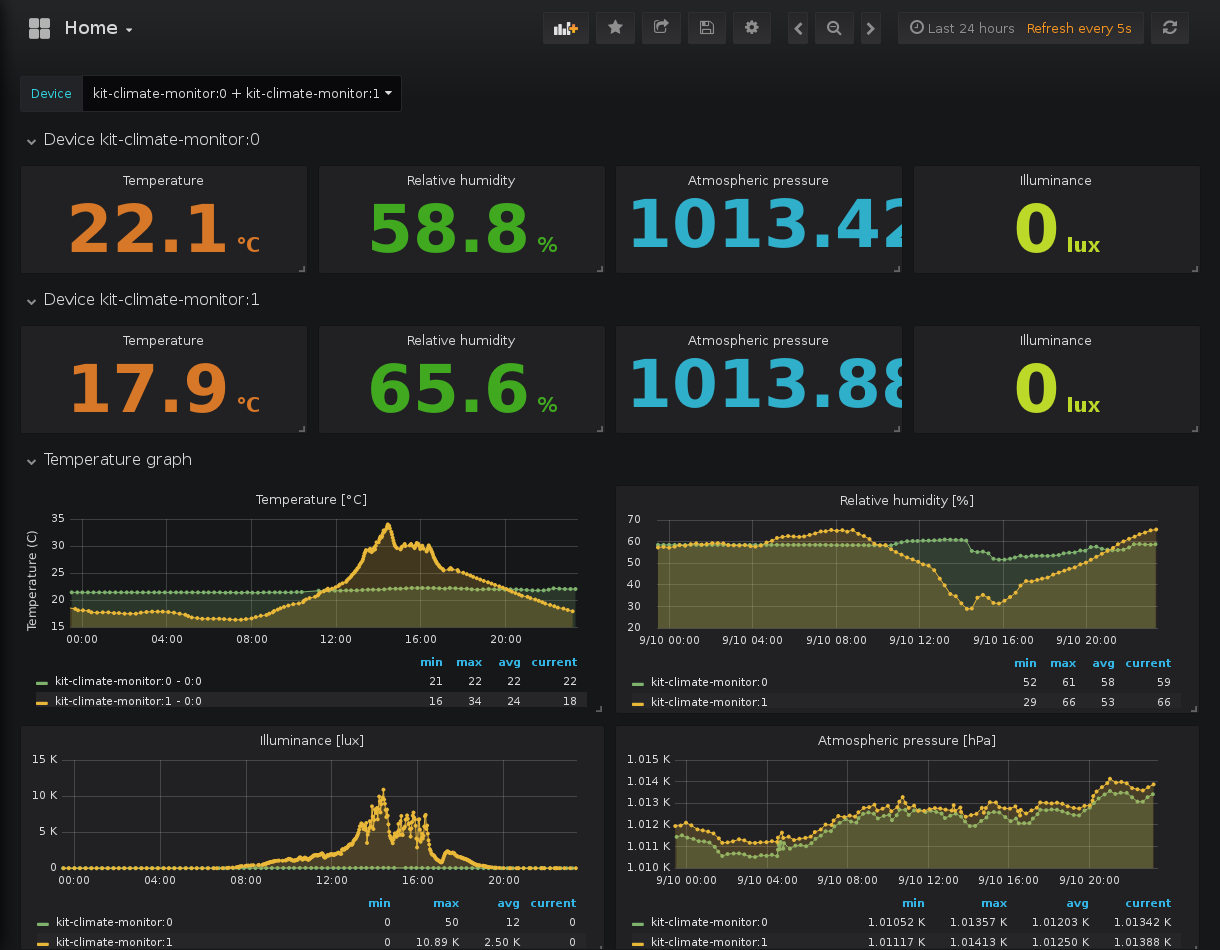 Home
Last 24 hours Refresh every 5s
Device kit-climate-monitor:0 + kit-climate-monitor:1
Device kit-climate-monitor:0
Temperature Relative humidity Atmospheric pressure Illuminance
22.1 °C 58.8 % 1013.42 0 lux
Device kit-climate-monitor:1
Temperature Relative humidity Atmospheric pressure Illuminance
17.9 °C 65.6 % 1013.88 0 lux
Temperature graph
Temperature [°C]
Temperature (C)
35
30
25
20
15
00:00 04:00 08:00 12:00 16:00 20:00
min max avg current
kit-climate-monitor:0 - 0:0 21 22 22 22
kit-climate-monitor:1 - 0:0 16 34 24 18
Relative humidity [%]
70
60
50
40
30
20
9/10 00:00 9/10 04:00 9/10 08:00 9/10 12:00 9/10 16:00 9/10 20:00
min max avg current
kit-climate-monitor:0 52 61 58 59
kit-climate-monitor:1 29 66 53 66
Illuminance [lux]
15 K
10 K
5 K
0
00:00 04:00 08:00 12:00 16:00 20:00
min max avg current
kit-climate-monitor:0 0 50 12 0
kit-climate-monitor:1 0 10.89 K 2.50 K 0
Atmospheric pressure [hPa]
1.015 K
1.014 K
1.013 K
1.012 K
1.011 K
1.010 K
9/10 00:00 9/10 04:00 9/10 08:00 9/10 12:00 9/10 16:00 9/10 20:00
min max avg current
kit-climate-monitor:0 1.01052 K 1.01357 K 1.01203 K 1.01342 K
kit-climate-monitor:1 1.01117 K 1.01413 K 1.01250 K 1.01388 K